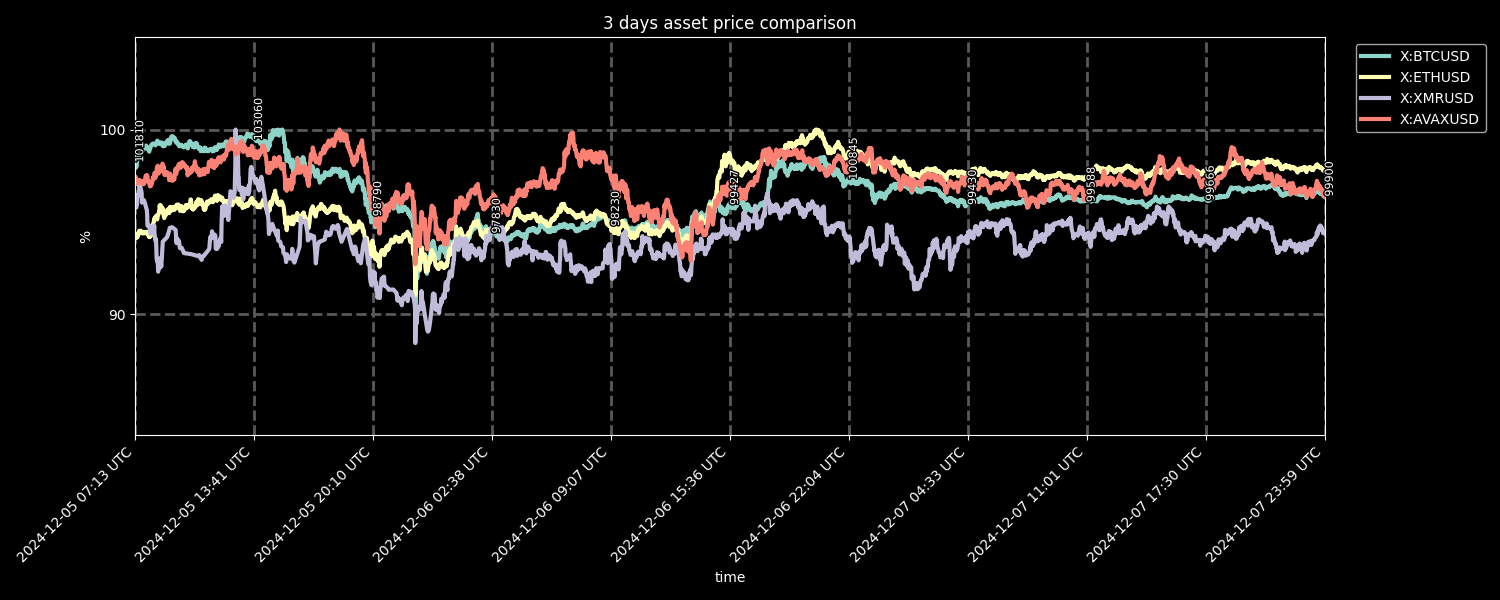 3 days asset price comparison
X:BTCUSD
X:ETHUSD
X:XMRUSD
X:AVAXUSD
100
90
%
101810
103060
98790
97830
98230
99427
100845
99430
99588
99666
99900
2024-12-05 07:13 UTC
2024-12-05 13:41 UTC
2024-12-05 20:10 UTC
2024-12-06 02:38 UTC
2024-12-06 09:07 UTC
2024-12-06 15:36 UTC
2024-12-06 22:04 UTC
2024-12-07 04:33 UTC
2024-12-07 11:01 UTC
2024-12-07 17:30 UTC
2024-12-07 23:59 UTC
time